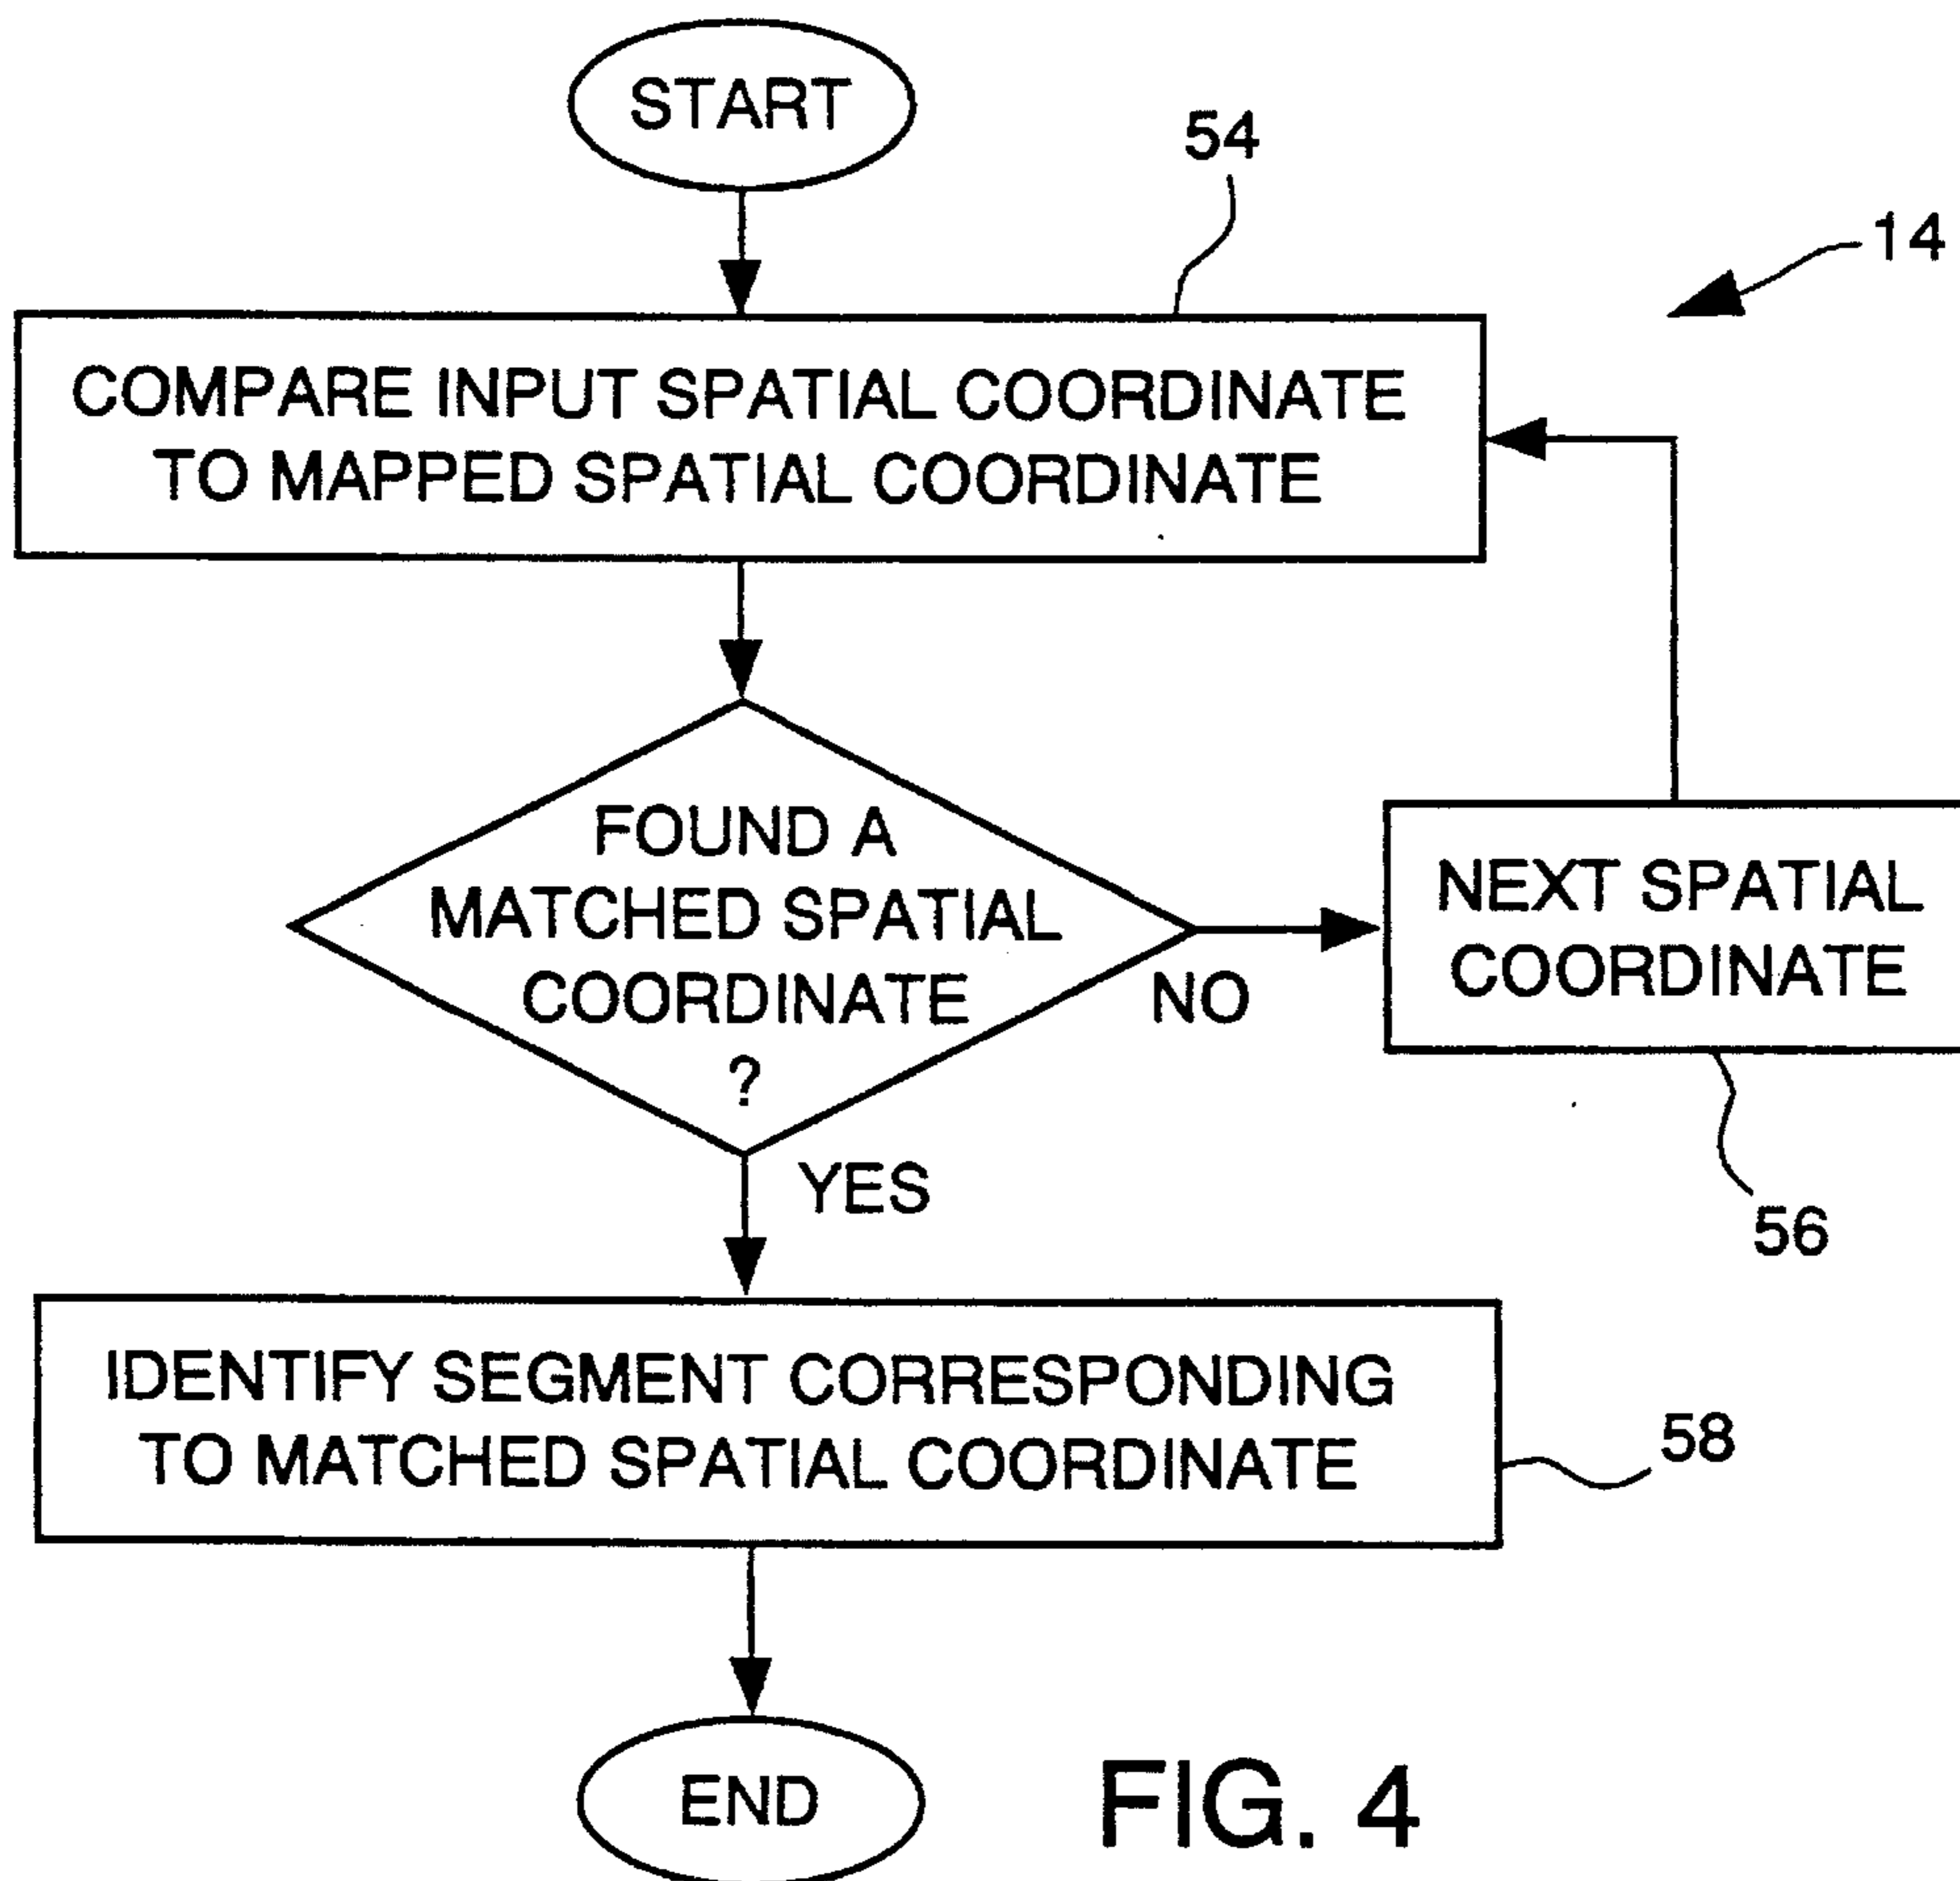 START
54
14
COMPARE INPUT SPATIAL COORDINATE
TO MAPPED SPATIAL COORDINATE
FOUND A
MATCHED SPATIAL
COORDINATE
?
NO
NEXT SPATIAL
COORDINATE
56
YES
IDENTIFY SEGMENT CORRESPONDING
TO MATCHED SPATIAL COORDINATE
58
END
FIG. 4